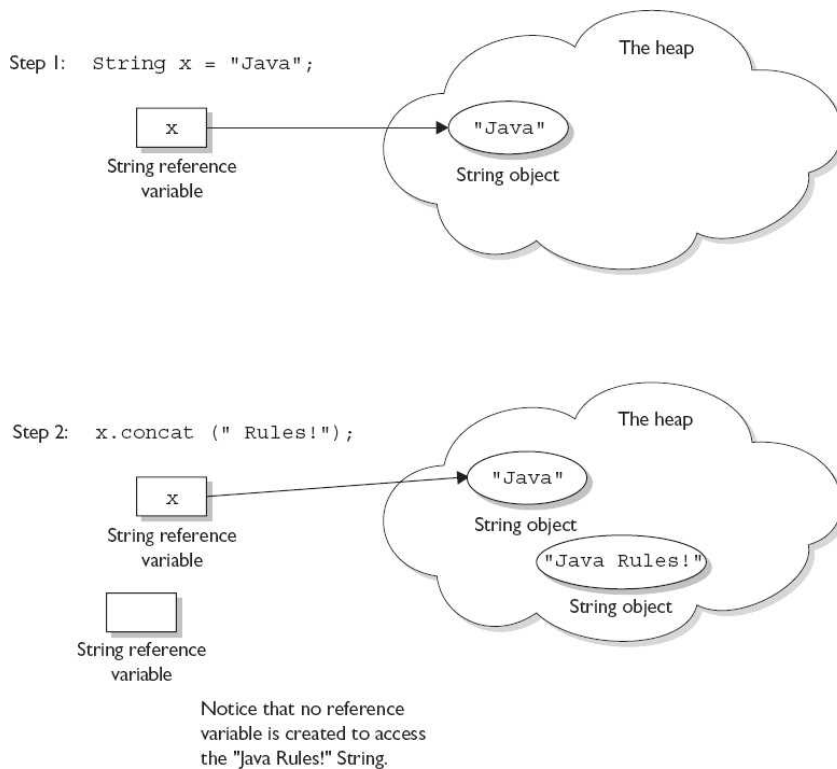 The heap
Step 1: String x = "Java";
x
"Java"
String reference
variable
String object
The heap
Step 2: x.concat (" Rules!");
"Java"
x
String object
String reference
variable
"Java Rules!"
String object
String reference
variable
Notice that no reference
variable is created to access
the "Java Rules!" String.